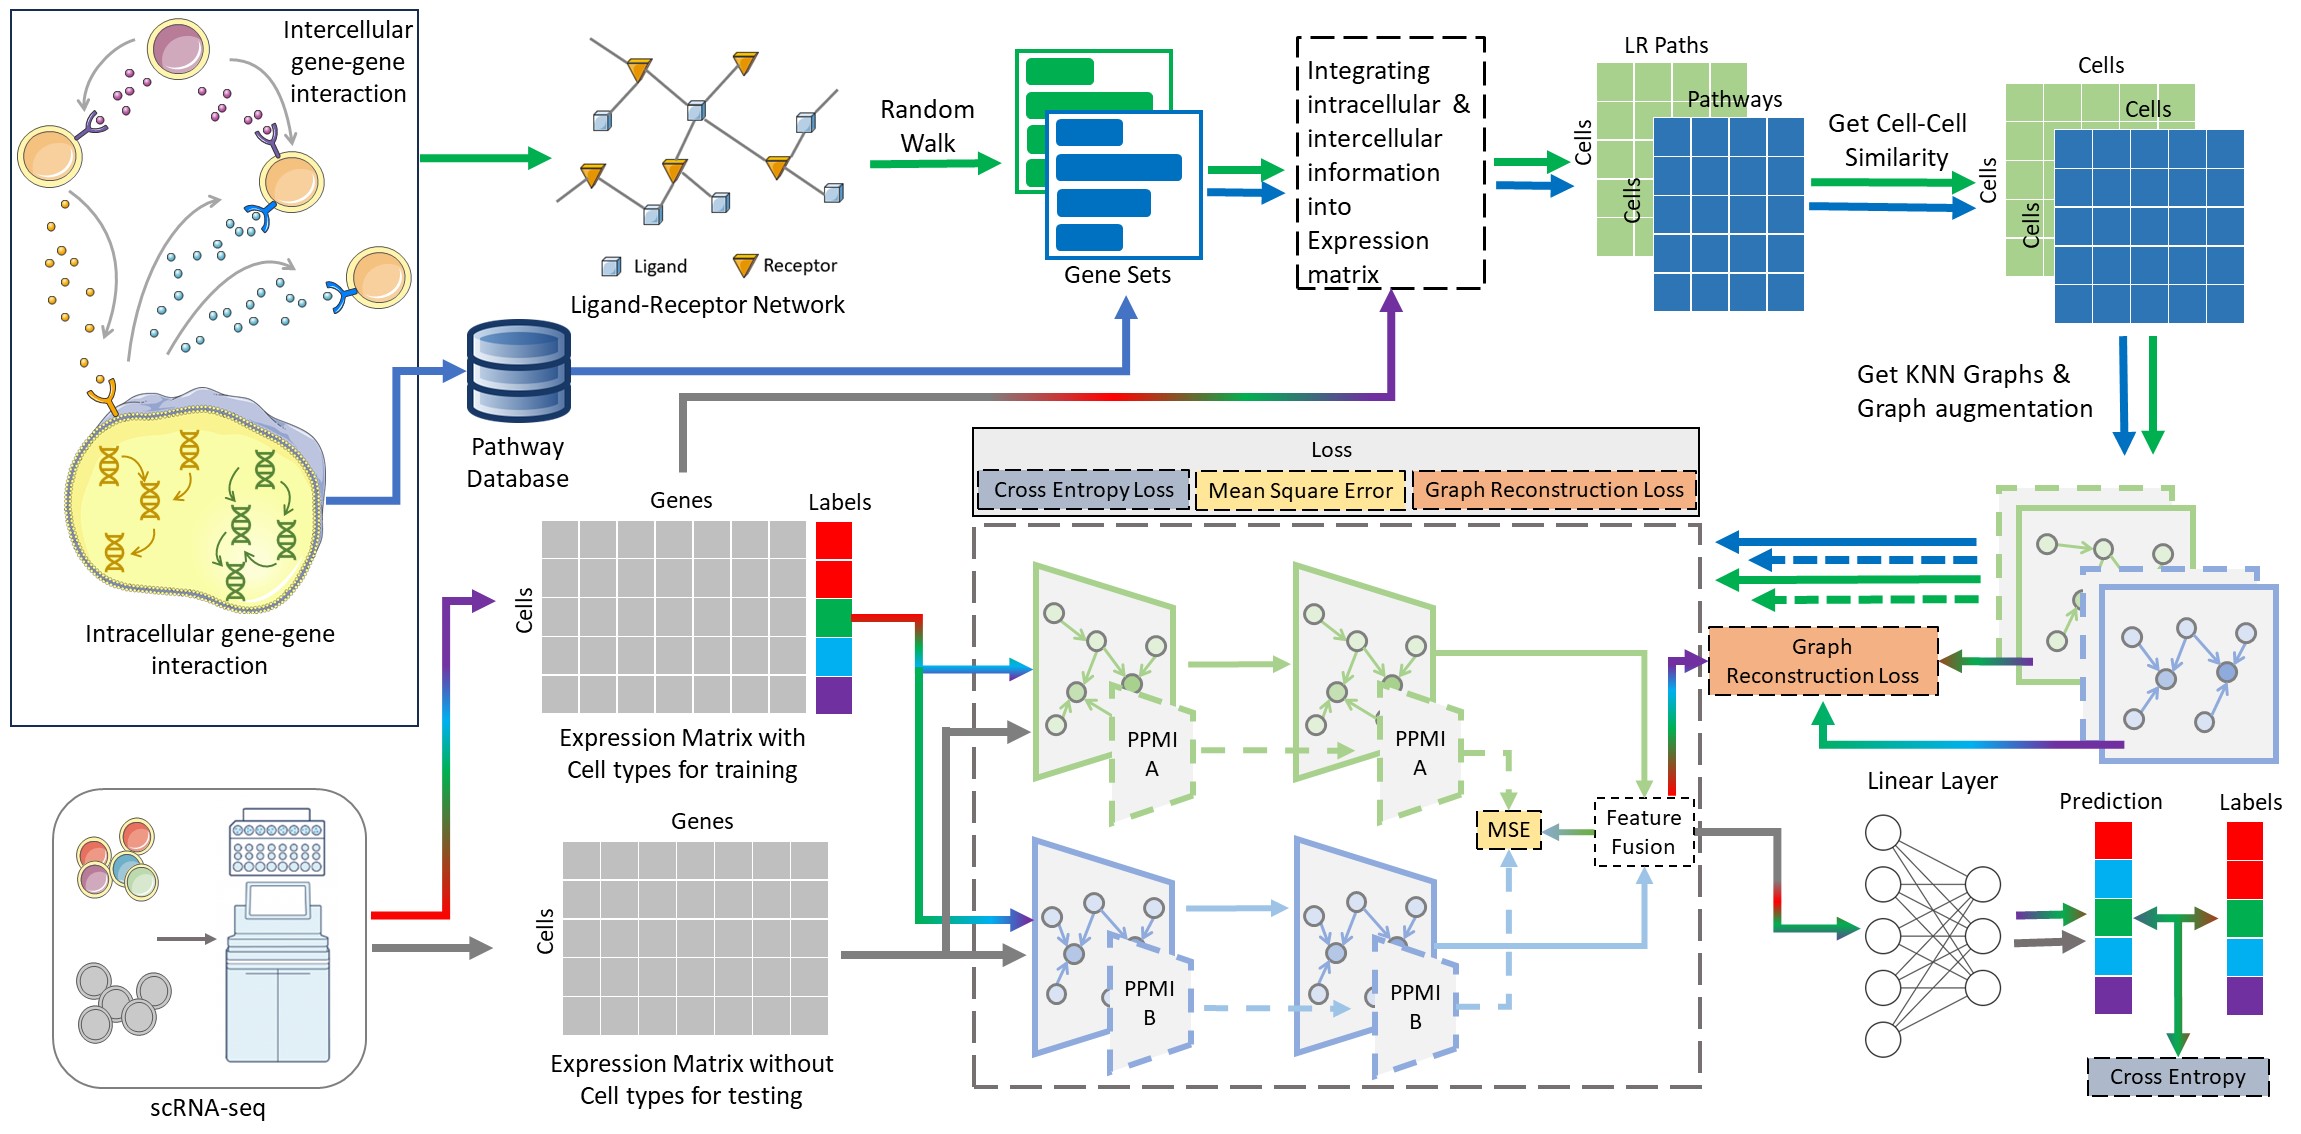 Intercellular
gene-gene
interaction
Intracellular gene-gene
interaction
Ligand
Receptor
Ligand-Receptor Network
Random
Walk
Pathway
Database
Gene Sets
Integrating
intracellular &
intercellular
information
into
Expression
matrix
LR Paths
Cells
Pathways
Cells
Get Cell-Cell
Similarity
Cells
Cells
Cells
Cells
Get KNN Graphs &
Graph augmentation
scRNA-seq
Genes
Labels
Cells
Expression Matrix with
Cell types for training
Genes
Cells
Expression Matrix without
Cell types for testing
Loss
Cross Entropy Loss
Mean Square Error
Graph Reconstruction Loss
PPMI
A
PPMI
A
PPMI
B
PPMI
B
MSE
Feature
Fusion
Graph
Reconstruction Loss
Linear Layer
Prediction
Labels
Cross Entropy